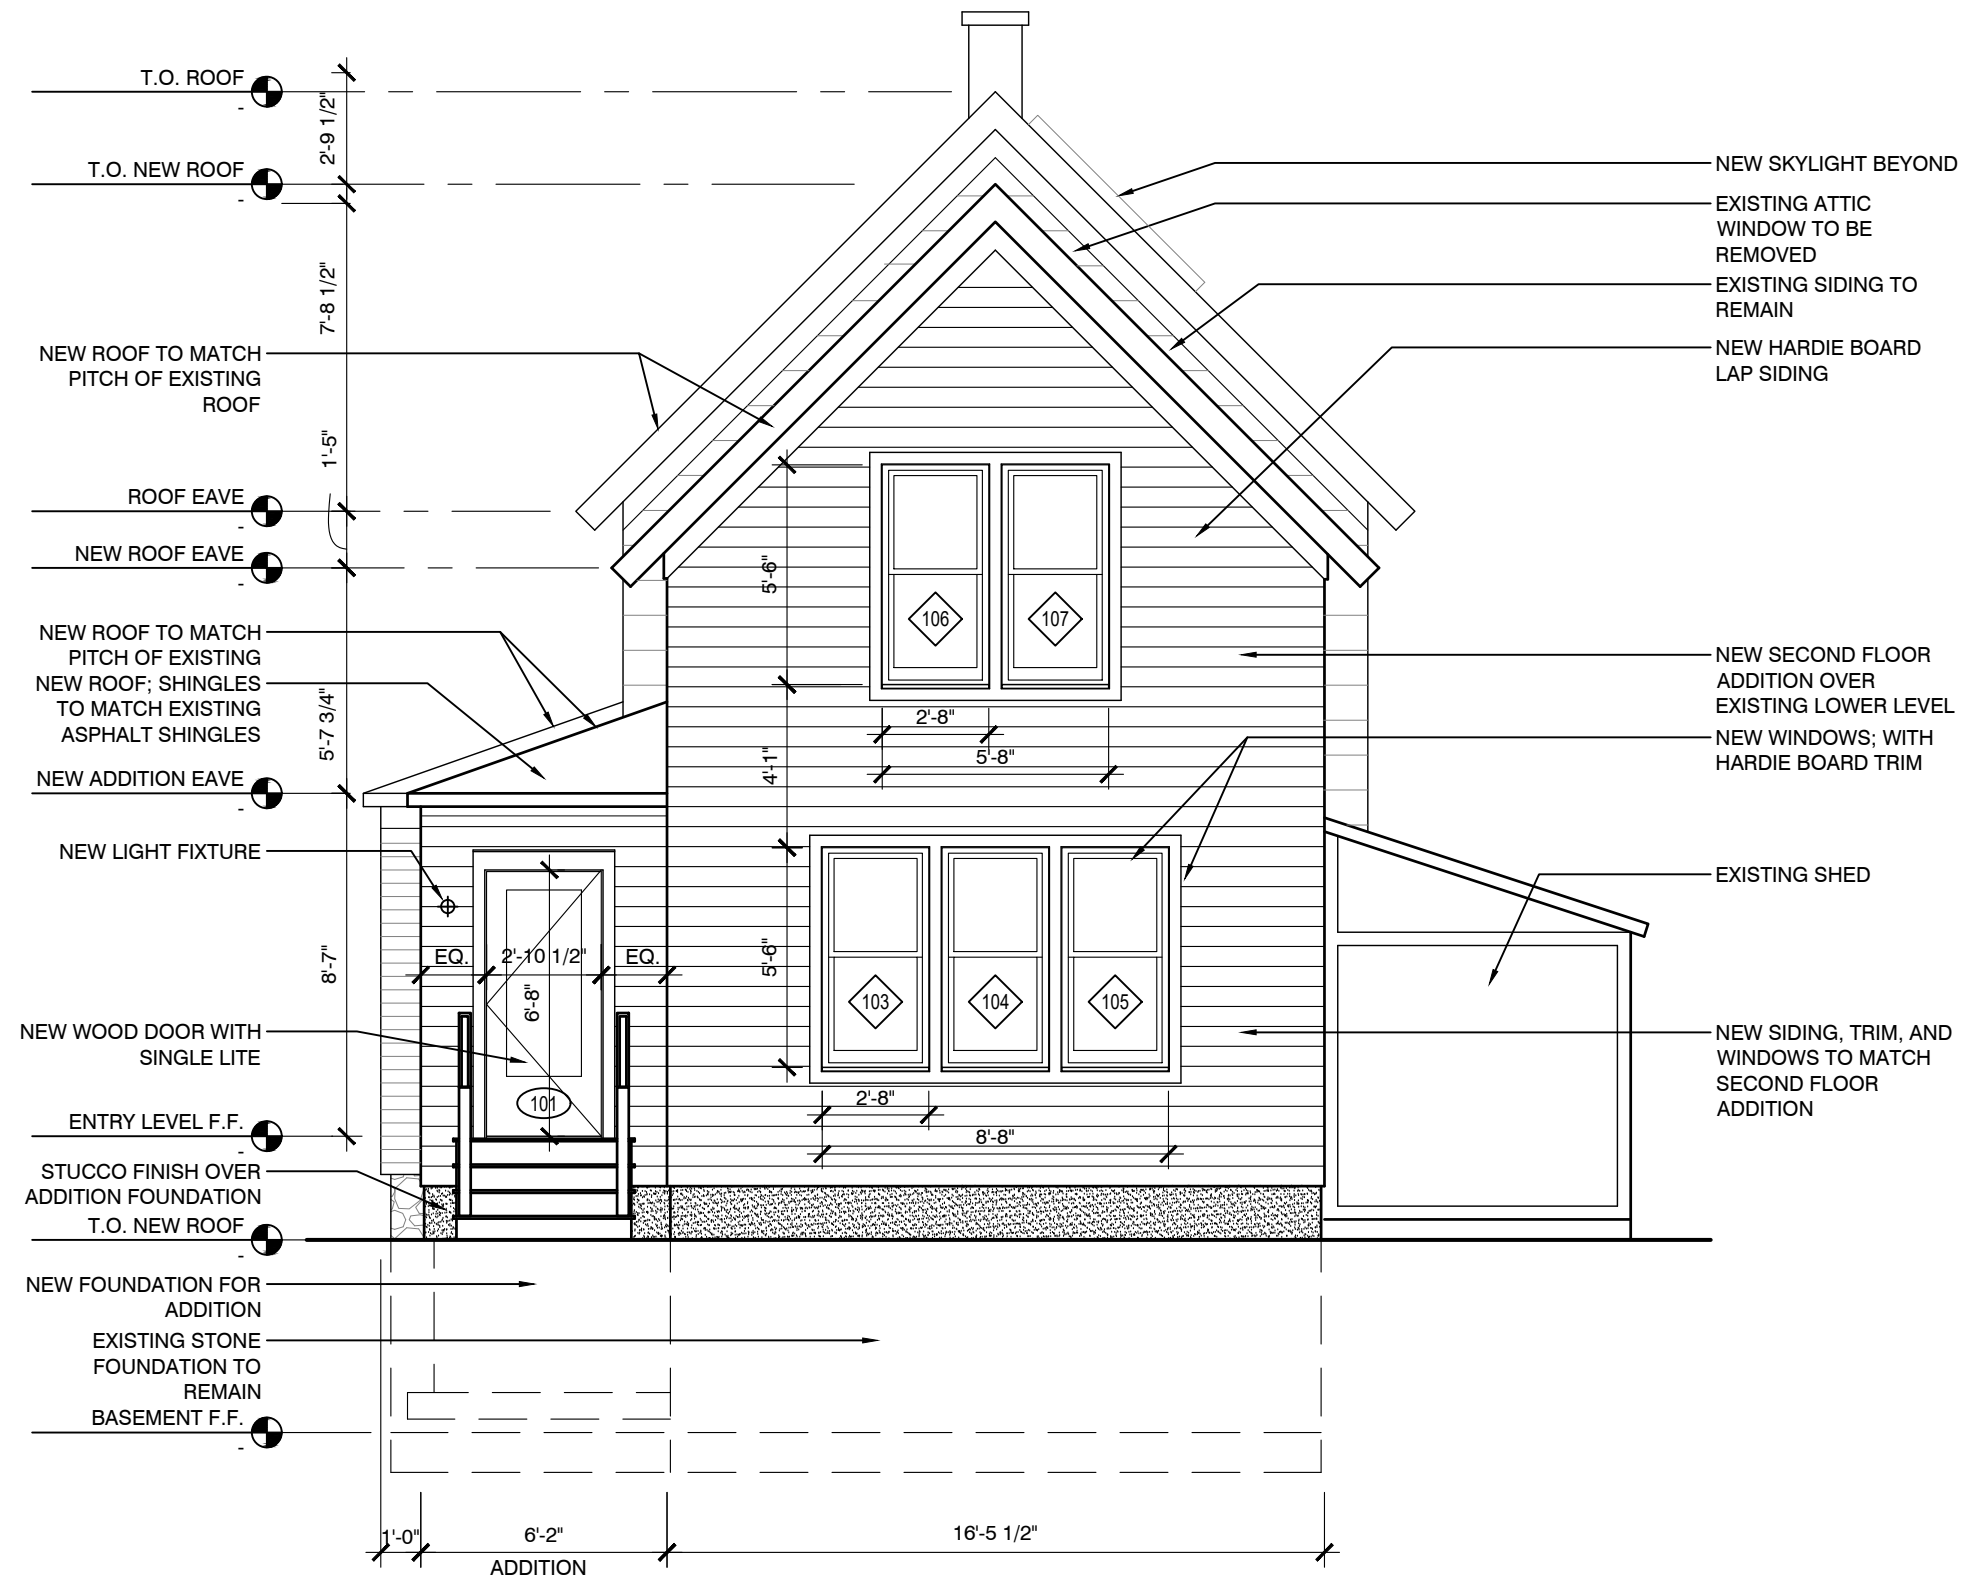 T.O. ROOF
-
2'-9 1/2"
T.O. NEW ROOF
-
7'-8 1/2"
NEW ROOF TO MATCH
PITCH OF EXISTING
ROOF
1'-5"
ROOF EAVE
-
NEW ROOF EAVE
-
NEW ROOF TO MATCH
PITCH OF EXISTING
NEW ROOF; SHINGLES
TO MATCH EXISTING
ASPHALT SHINGLES
5'-7 3/4"
NEW ADDITION EAVE
-
NEW LIGHT FIXTURE
8'-7"
NEW WOOD DOOR WITH
SINGLE LITE
ENTRY LEVEL F.F.
-
STUCCO FINISH OVER
ADDITION FOUNDATION
T.O. NEW ROOF
-
NEW FOUNDATION FOR
ADDITION
EXISTING STONE
FOUNDATION TO
REMAIN
BASEMENT F.F.
-
EQ.
2'-10 1/2"
EQ.
6'-8"
101
5'-6"
106
107
2'-8"
5'-8"
4'-1"
5'-6"
103
104
105
2'-8"
8'-8"
1'-0"
6'-2"
ADDITION
16'-5 1/2"
NEW SKYLIGHT BEYOND
EXISTING ATTIC
WINDOW TO BE
REMOVED
EXISTING SIDING TO
REMAIN
NEW HARDIE BOARD
LAP SIDING
NEW SECOND FLOOR
ADDITION OVER
EXISTING LOWER LEVEL
NEW WINDOWS; WITH
HARDIE BOARD TRIM
EXISTING SHED
NEW SIDING, TRIM, AND
WINDOWS TO MATCH
SECOND FLOOR
ADDITION